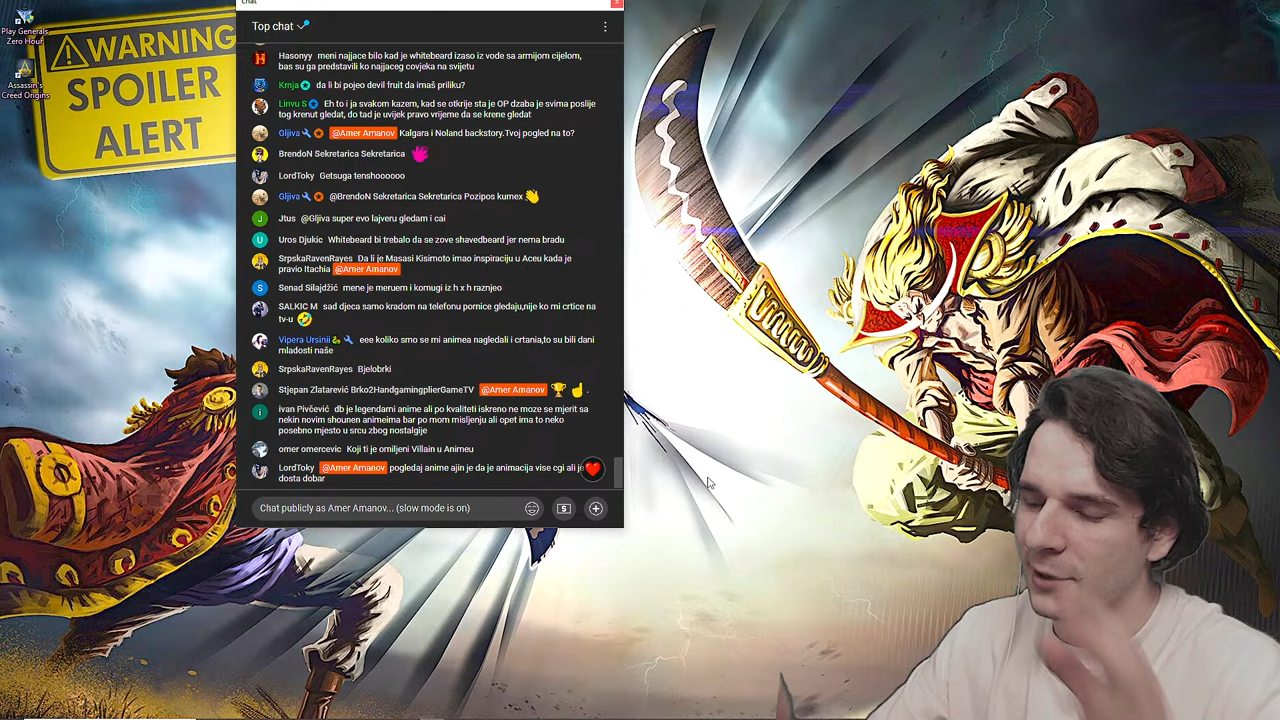 Play Generals
Zero Hour
Assassin's
Creed Origins
WARNING
SPOILER
ALERT
Chat
Top chat
Hasonyy meni najjace bilo kad je whitebeard izaso iz vode sa armijom cijelom,
bas su ga predstavili ko najjaceg covjeka na svijetu
Krnja da li bi pojeo devil fruit da imaš priliku?
Linvu S Eh to i ja svakom kazem, kad se otkrije sta je OP dzaba je svima poslije
tog krenut gledat, do tad je uvijek pravo vrijeme da se krene gledat
Gljiva @Amer Amanov Kalgara i Noland backstory.Tvoj pogled na to?
BrendoN Sekretarica Sekretarica
LordToky Getsuga tenshoooooo
Gljiva @BrendoN Sekretarica Sekretarica Pozipos kumex
J
Jtus @Gljiva super evo lajveru gledam i cai
U
Uros Djukic Whitebeard bi trebalo da se zove shavedbeard jer nema bradu
SrpskaRavenRayes Da li je Masasi Kisimoto imao inspiraciju u Aceu kada je
pravio Itachia @Amer Amanov
S
Senad Silajdžić mene je meruem i komugi iz h x h raznjeo
SALKIC M sad djeca samo kradom na telefonu pornice gledaju,nije ko mi crtice na
tv-u
Vipera Ursinii eee koliko smo se mi animea nagledali i crtania,to su bili dani
mladosti naše
SrpskaRavenRayes Bjelobrki
Stjepan Zlatarević Brko2HandgamingplierGameTV @Amer Amanov .
i
ivan Pivčević db je legendarni anime ali po kvaliteti iskreno ne moze se mjerit sa
nekin novim shounen animeima bar po mom misljenju ali opet ima to neko
posebno mjesto u srcu zbog nostalgije
omer omercevic Koji ti je omiljeni Villain u Animeu
LordToky @Amer Amanov pogledaj anime ajin je da je animacija vise cgi ali je
dosta dobar
Chat publicly as Amer Amanov... (slow mode is on)